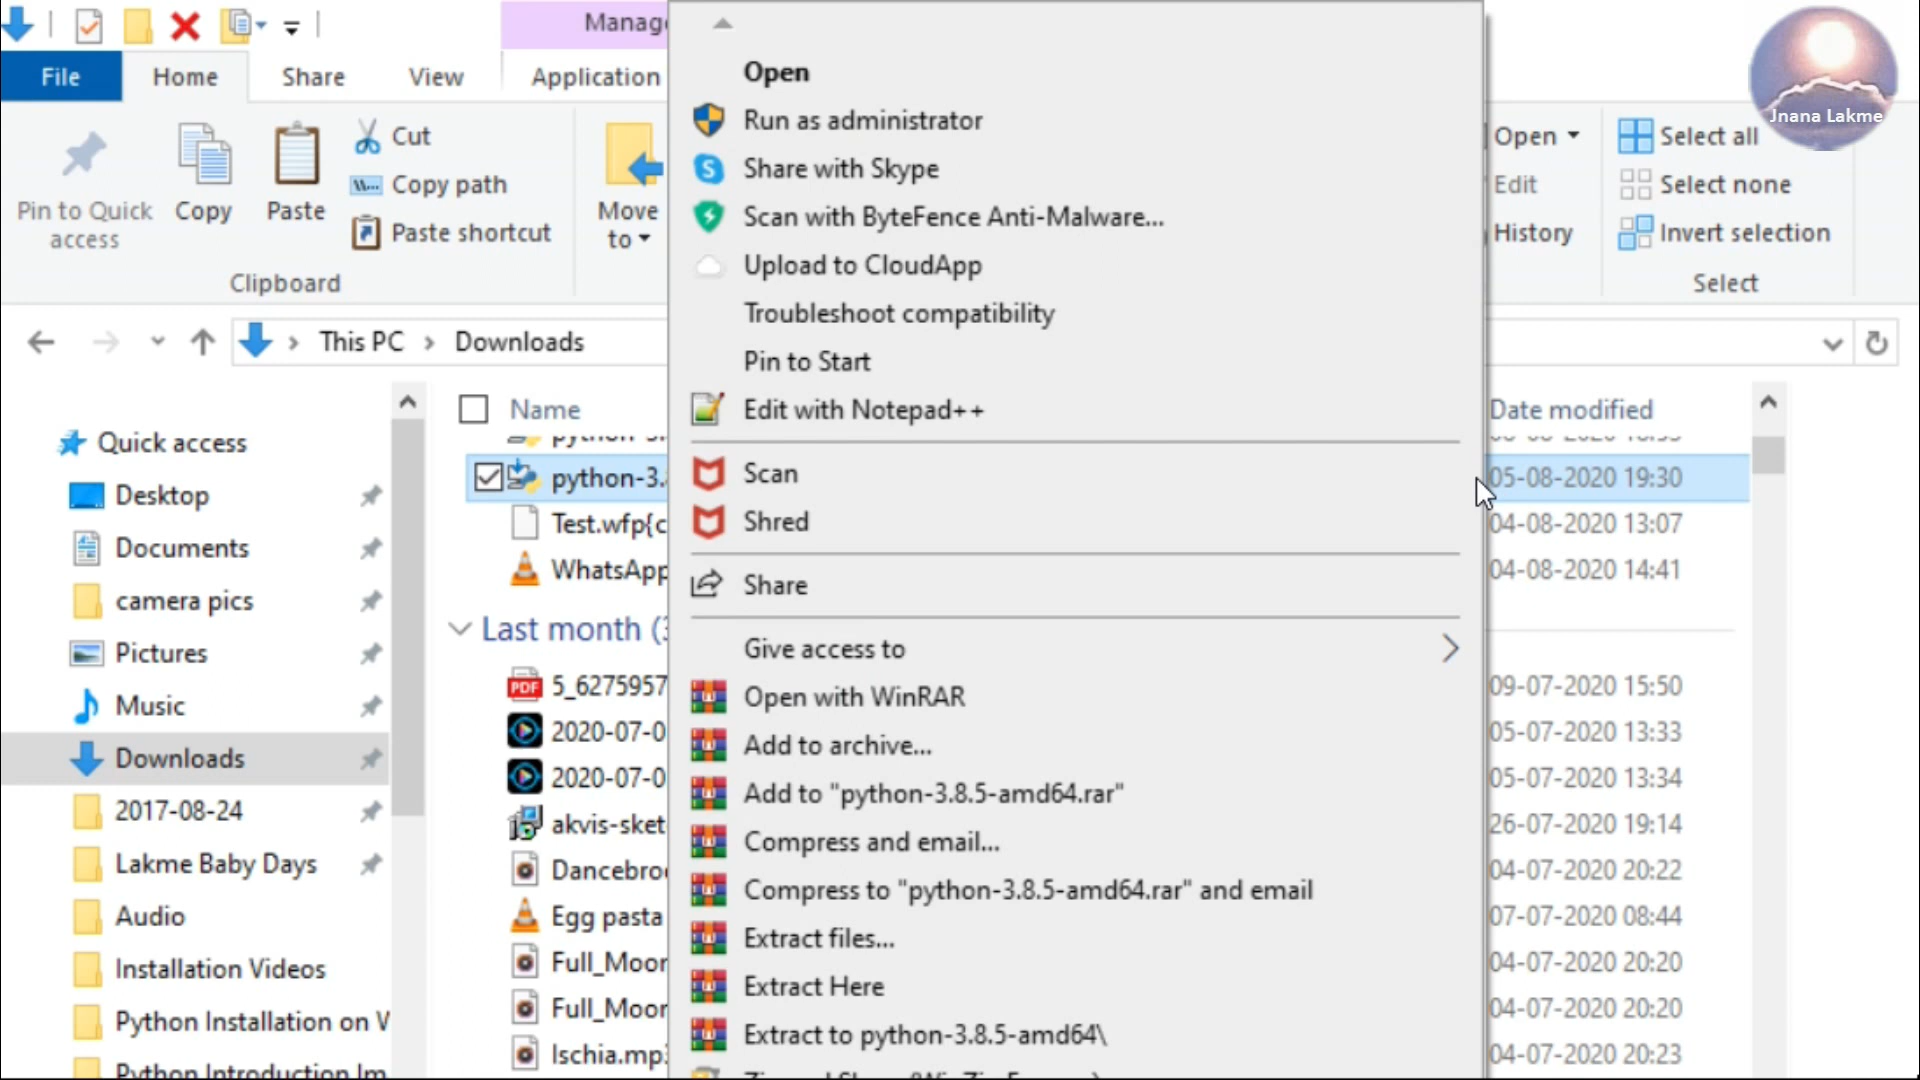 Manage
File
Home
Share
View
Application
Pin to Quick
access
Copy
Paste
Cut
Copy path
Paste shortcut
Clipboard
Move
to
Open
Edit
History
Select all
Select none
Invert selection
Select
Jnana Lakme
This PC
Downloads
Quick access
Desktop
Documents
camera pics
Pictures
Music
Downloads
2017-08-24
Lakme Baby Days
Audio
Installation Videos
Python Installation on W
Python Introduction Im
Name
Date modified
python-3.
05-08-2020 19:30
Test.wfp{c
04-08-2020 13:07
WhatsApp
04-08-2020 14:41
Last month (3
5_6275957
09-07-2020 15:50
2020-07-0
05-07-2020 13:33
2020-07-0
05-07-2020 13:34
akvis-sket
26-07-2020 19:14
Dancebroo
04-07-2020 20:22
Egg pasta
07-07-2020 08:44
Full_Moon
04-07-2020 20:20
Full_Moon
04-07-2020 20:20
Ischia.mp3
04-07-2020 20:23
Open
Run as administrator
Share with Skype
Scan with ByteFence Anti-Malware...
Upload to CloudApp
Troubleshoot compatibility
Pin to Start
Edit with Notepad++
Scan
Shred
Share
Give access to
Open with WinRAR
Add to archive...
Add to "python-3.8.5-amd64.rar"
Compress and email...
Compress to "python-3.8.5-amd64.rar" and email
Extract files...
Extract Here
Extract to python-3.8.5-amd64\